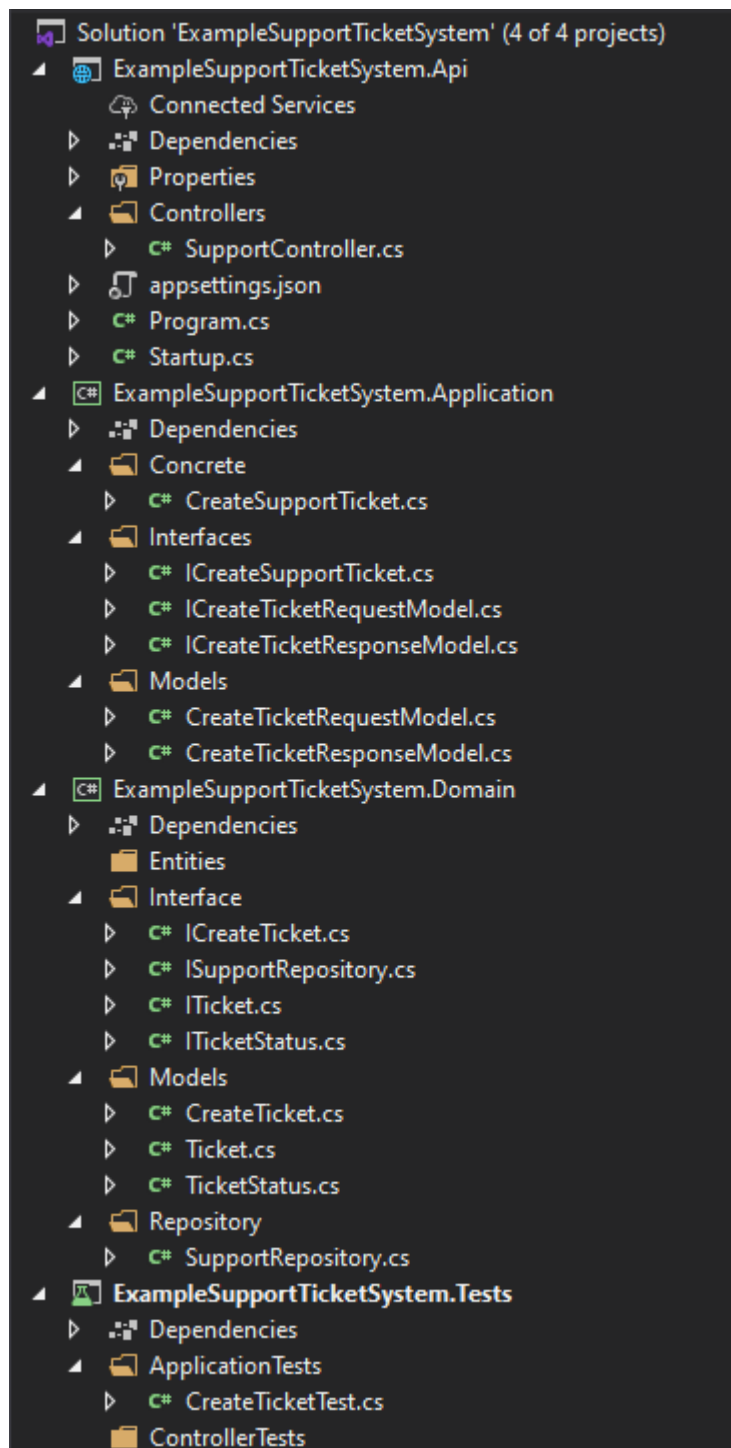 Solution 'ExampleSupportTicketSystem' (4 of 4 projects)
ExampleSupportTicketSystem.Api
Connected Services
Dependencies
Properties
Controllers
C# SupportController.cs
appsettings.json
C# Program.cs
C# Startup.cs
C# ExampleSupportTicketSystem.Application
Dependencies
Concrete
C# CreateSupportTicket.cs
Interfaces
C# ICreateSupportTicket.cs
C# ICreateTicketRequestModel.cs
C# ICreateTicketResponseModel.cs
Models
C# CreateTicketRequestModel.cs
C# CreateTicketResponseModel.cs
C# ExampleSupportTicketSystem.Domain
Dependencies
Entities
Interface
C# ICreateTicket.cs
C# ISupportRepository.cs
C# ITicket.cs
C# ITicketStatus.cs
Models
C# CreateTicket.cs
C# Ticket.cs
C# TicketStatus.cs
Repository
C# SupportRepository.cs
ExampleSupportTicketSystem.Tests
Dependencies
ApplicationTests
C# CreateTicketTest.cs
ControllerTests